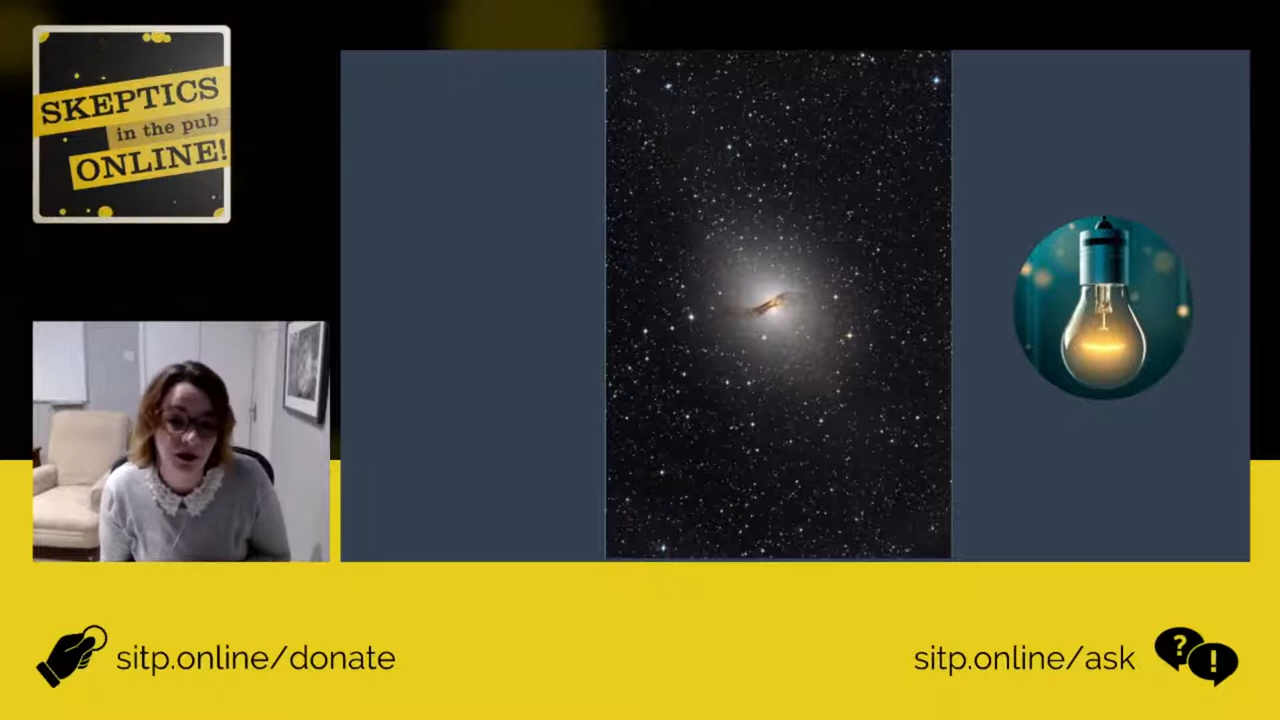 SKEPTICS
in the pub
ONLINE!
sitp.online/donate
sitp.online/ask
? !